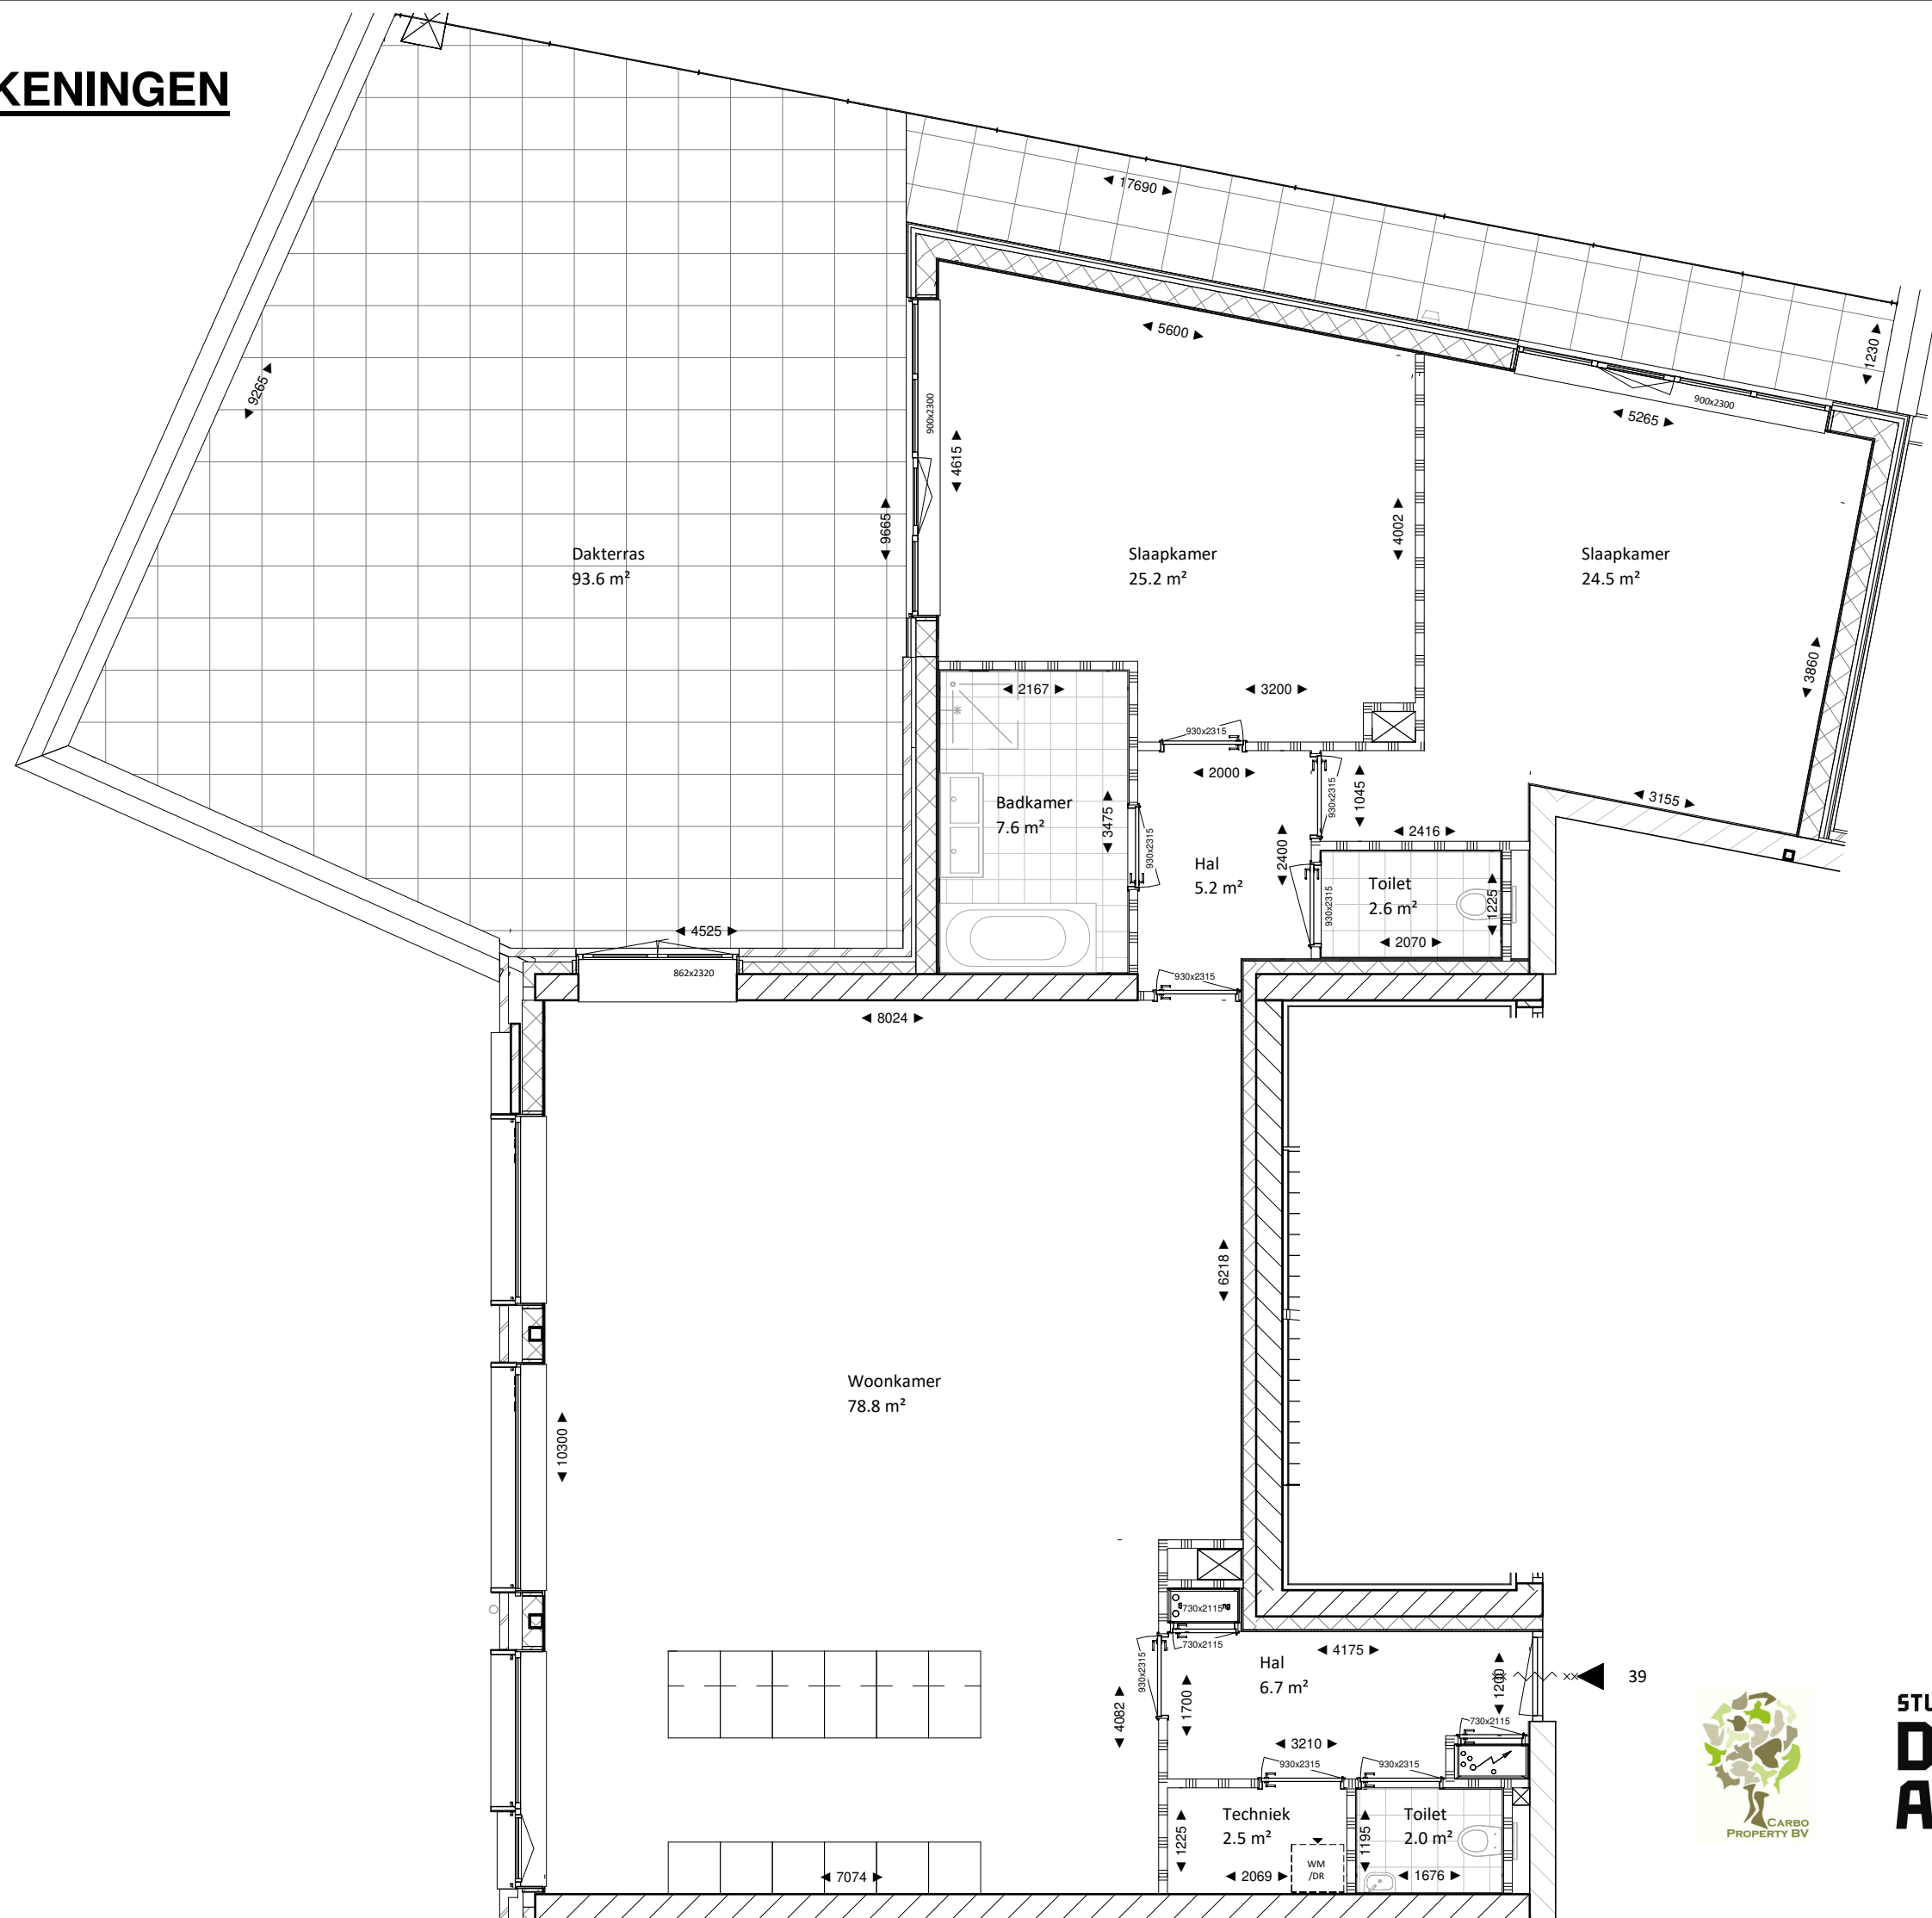 KENINGEN
17690
1230
5600
900x2300
5265
9265
900x2300
4615
9665
4002
Dakterras
93.6 m²
Slaapkamer
25.2 m²
Slaapkamer
24.5 m²
3860
2167
3200
930x2315
2000
930x2315
1045
3155
Badkamer
7.6 m²
3475
930x2315
2416
2400
Hal
5.2 m²
Toilet
2.6 m²
930x2315
1225
2070
4525
862x2320
930x2315
8024
6218
Woonkamer
78.8 m²
10300
730x2115
730x2115
930x2315
Hal
6.7 m²
4175
1200
39
4082
1700
730x2115
3210
930x2315
930x2315
Techniek
2.5 m²
Toilet
2.0 m²
1225
1195
WM
/DR
7074
2069
1676
CARBO
PROPERTY BV
STU
D
A